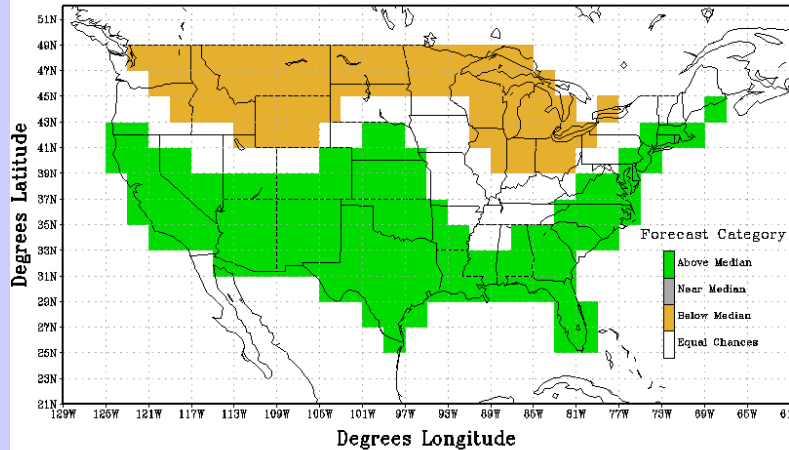 51N
49N
47N
45N
43N
41N
39N
37N
35N
33N
31N
29N
27N
25N
23N
21N
Degrees Latitude
Forecast Category
Above Median
Near Median
Below Median
Equal Chances
129W 125W 121W 117W 113W 109W 105W 101W 97W 93W 89W 85W 81W 77W 73W 69W 65W
Degrees Longitude